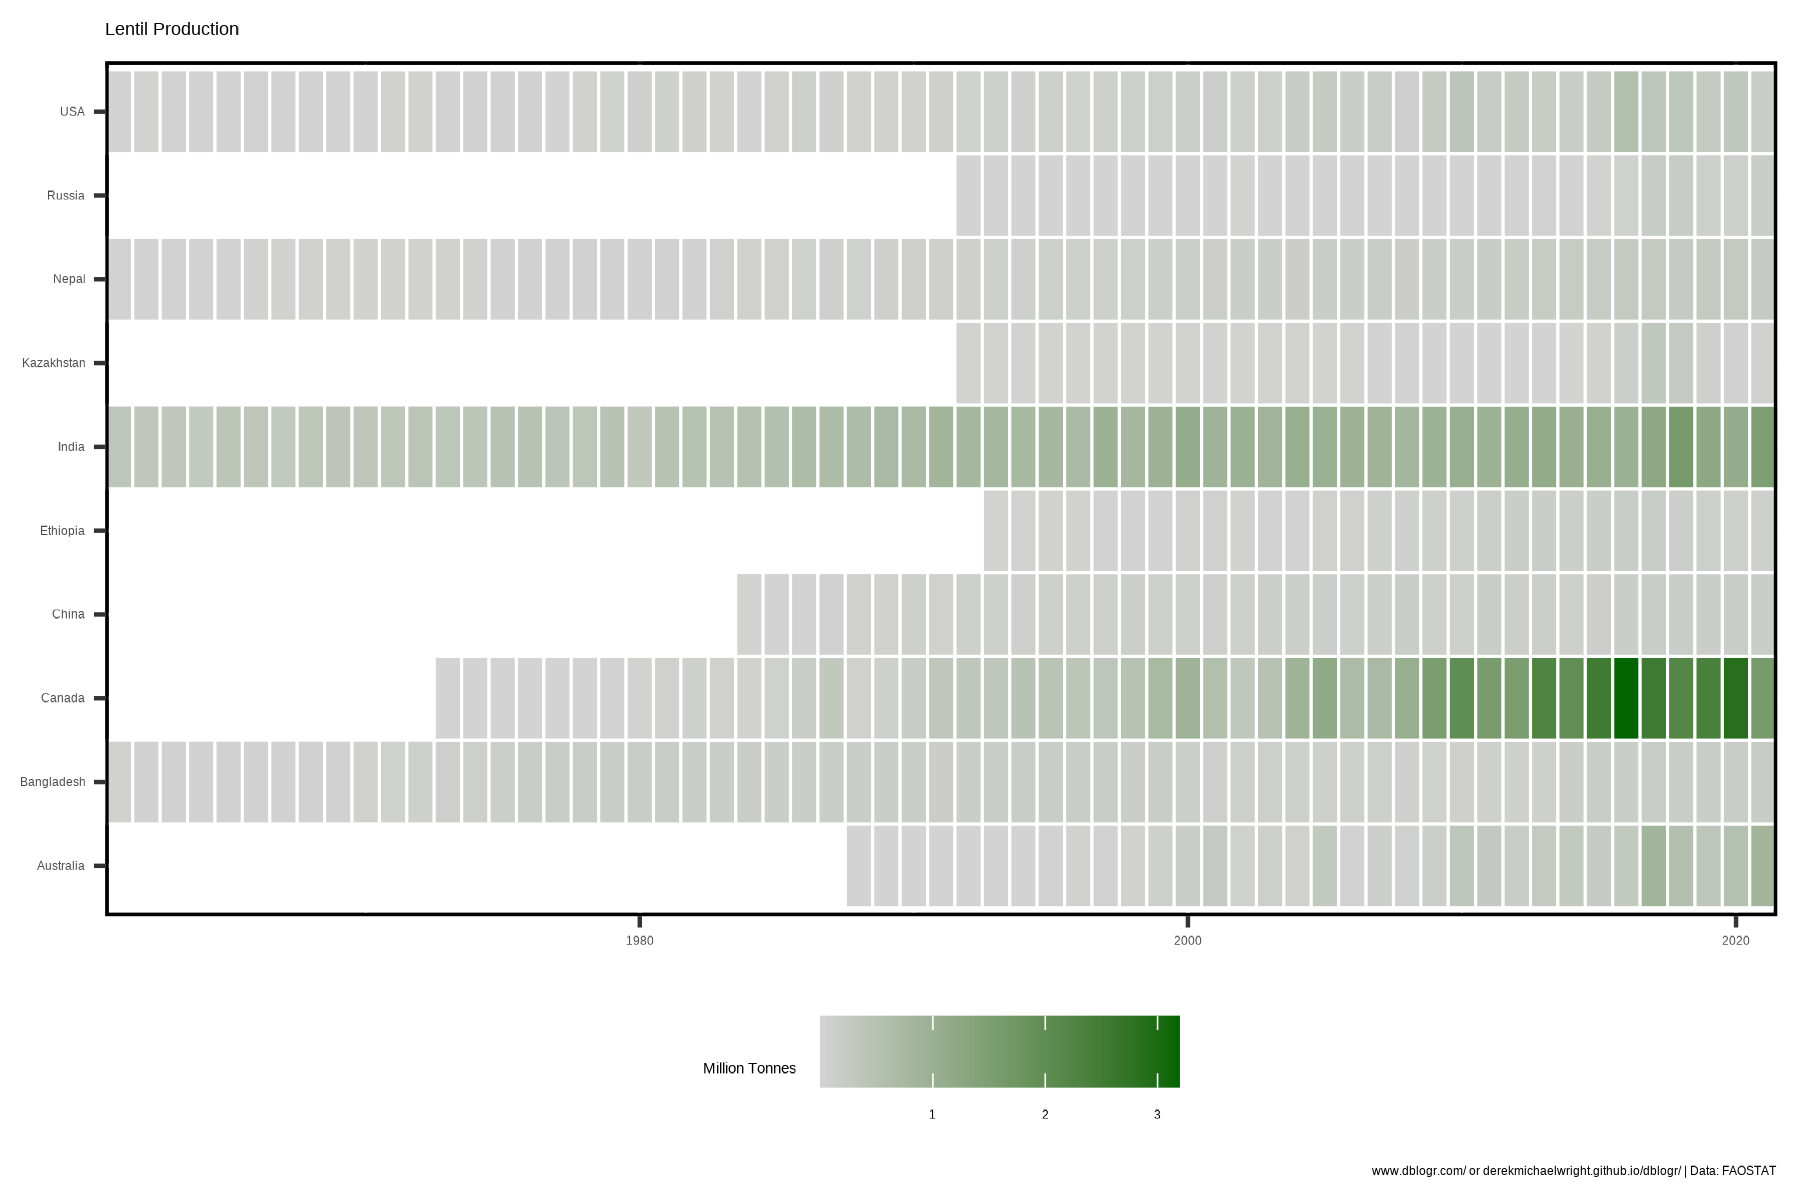 Lentil Production
USA
Russia
Nepal
Kazakhstan
India
Ethiopia
China
Canada
Bangladesh
Australia
1980 2000 2020
Million Tonnes
1 2 3
www.dblogr.com/ or derekmichaelwright.github.io/dblogr/ | Data: FAOSTAT